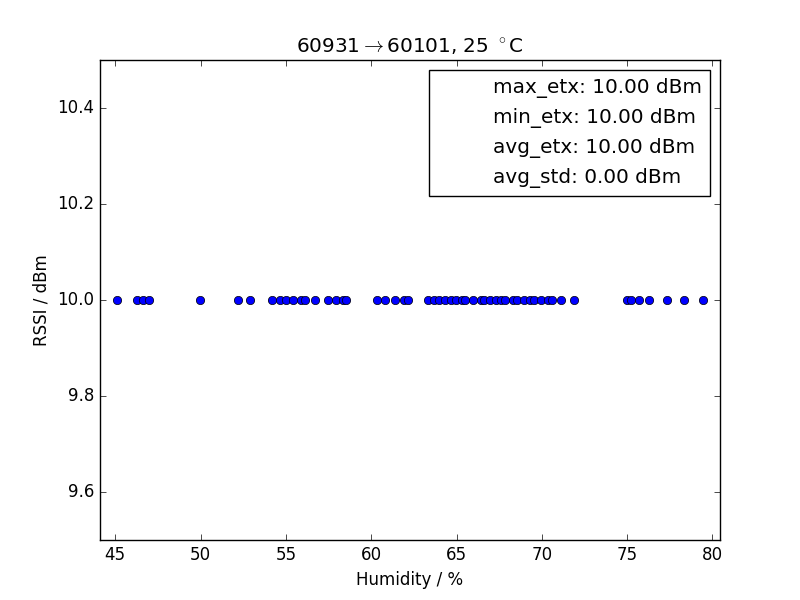 60931→60101, 25 °C
max_etx: 10.00 dBm
min_etx: 10.00 dBm
avg_etx: 10.00 dBm
avg_std: 0.00 dBm
10.4
10.2
10.0
9.8
9.6
RSSI / dBm
45 50 55 60 65 70 75 80
Humidity / %